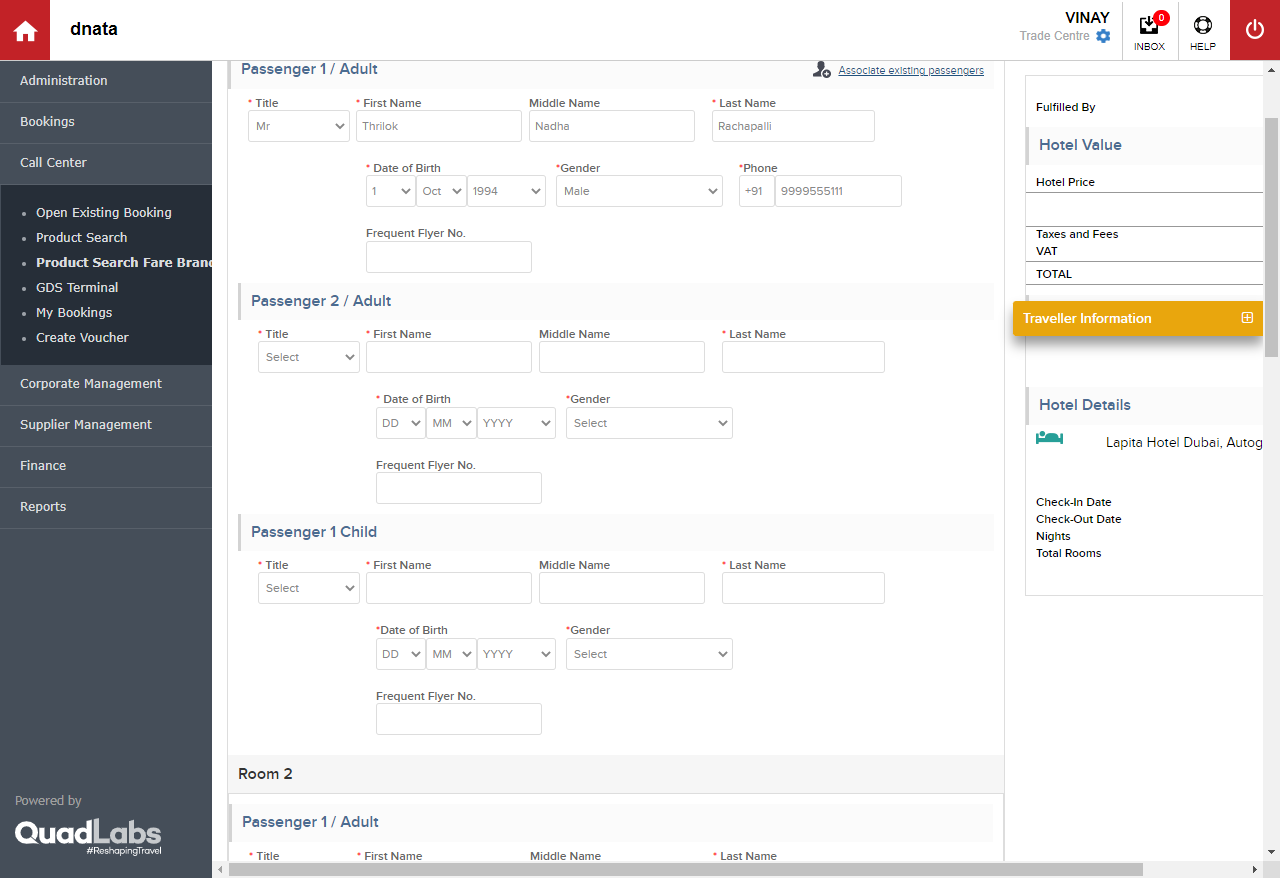 dnata
VINAY
Trade Centre
0
INBOX
HELP
Administration
Bookings
Call Center
Open Existing Booking
Product Search
Product Search Fare Bran
GDS Terminal
My Bookings
Create Voucher
Corporate Management
Supplier Management
Finance
Reports
Powered by
QuadLabs
#ReshapingTravel
Passenger 1 / Adult
Associate existing passengers
* Title * First Name Middle Name * Last Name
Mr Thrilok Nadha Rachapalli
* Date of Birth *Gender *Phone
1 Oct 1994 Male +91 9999555111
Frequent Flyer No.
Passenger 2 / Adult
* Title * First Name Middle Name * Last Name
Select
* Date of Birth *Gender
DD MM YYYY Select
Frequent Flyer No.
Passenger 1 Child
* Title * First Name Middle Name * Last Name
Select
*Date of Birth *Gender
DD MM YYYY Select
Frequent Flyer No.
Room 2
Passenger 1 / Adult
* Title * First Name Middle Name * Last Name
Fulfilled By
Hotel Value
Hotel Price
Taxes and Fees
VAT
TOTAL
Traveller Information
Hotel Details
Lapita Hotel Dubai, Autog
Check-In Date
Check-Out Date
Nights
Total Rooms